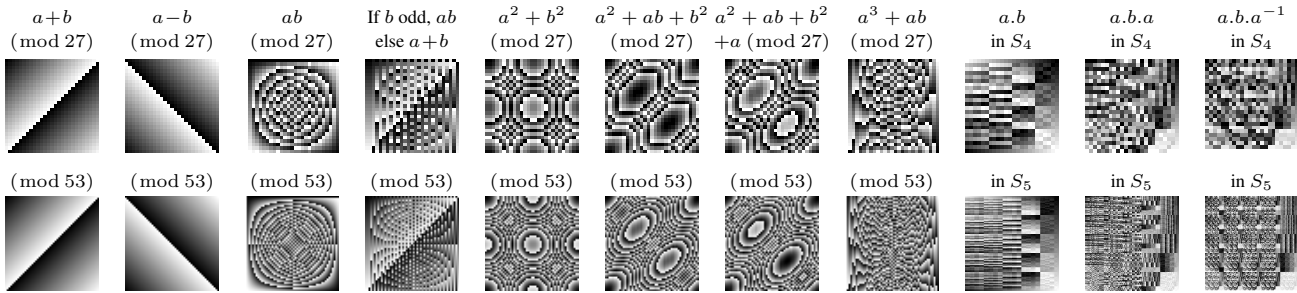 a+b a−b ab If b odd, ab a² + b² a² + ab + b² a² + ab + b² a³ + ab a.b a.b.a a.b.a⁻¹
(mod 27) (mod 27) (mod 27) else a+b (mod 27) (mod 27) +a (mod 27) (mod 27) in S₄ in S₄ in S₄
(mod 53) (mod 53) (mod 53) (mod 53) (mod 53) (mod 53) (mod 53) (mod 53) in S₅ in S₅ in S₅